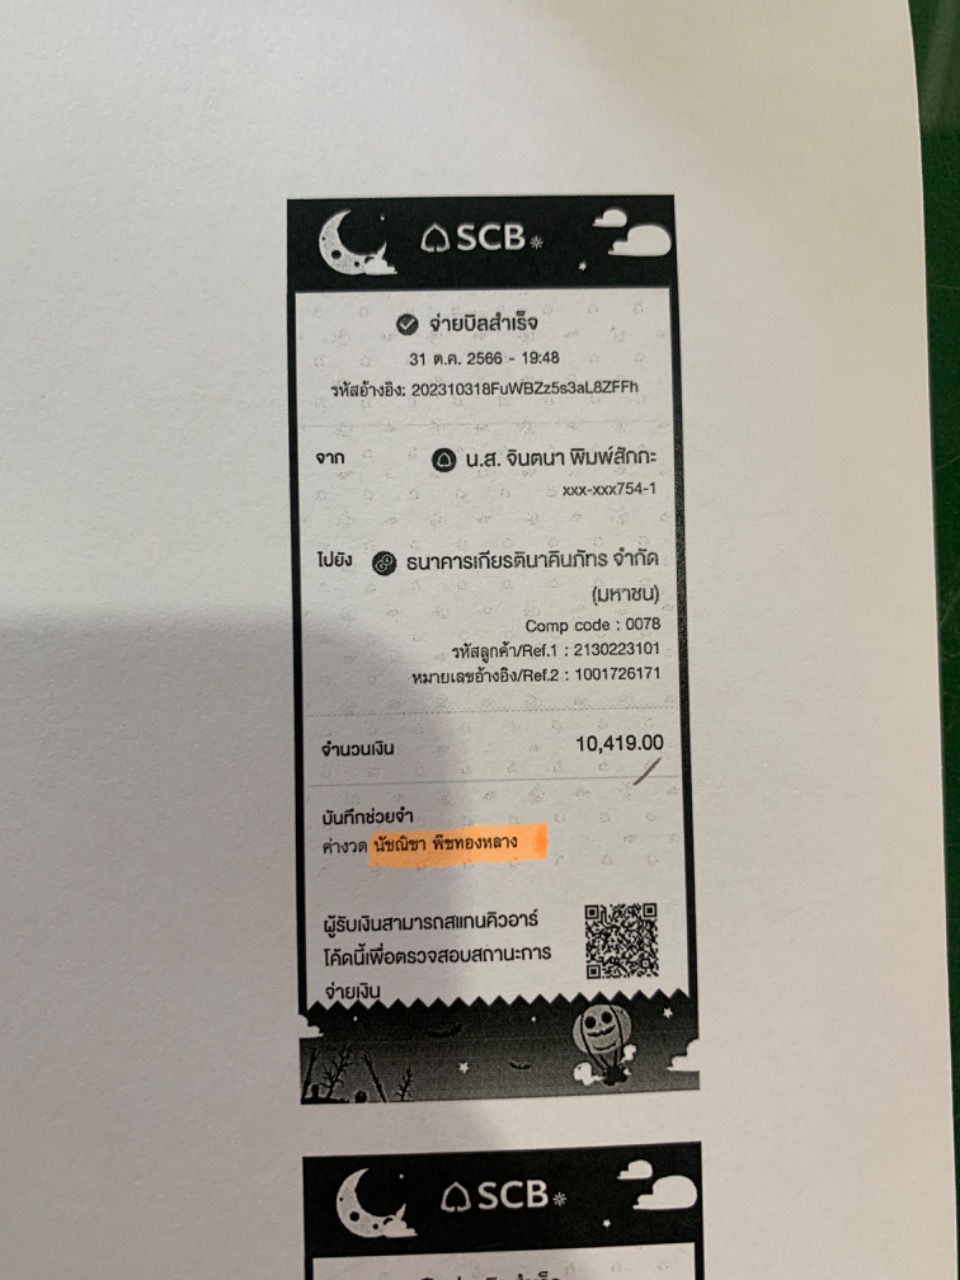 SCB
จ่ายบิลสำเร็จ
31 ต.ค. 2566 - 19:48
รหัสอ้างอิง: 202310318FuWBZz5s3aL8ZFFh
จาก น.ส. จินตนา พิมพ์สักกะ
xxx-xxx754-1
ไปยัง ธนาคารเกียรตินาคินภัทร จำกัด
(มหาชน)
Comp code : 0078
รหัสลูกค้า/Ref.1 : 2130223101
หมายเลขอ้างอิง/Ref.2 : 1001726171
จำนวนเงิน 10,419.00
บันทึกช่วยจำ
ค่างวด นัชณิชา พืชทองหลาง
ผู้รับเงินสามารถสแกนคิวอาร์
โค้ดนี้เพื่อตรวจสอบสถานะการ
จ่ายเงิน
SCB